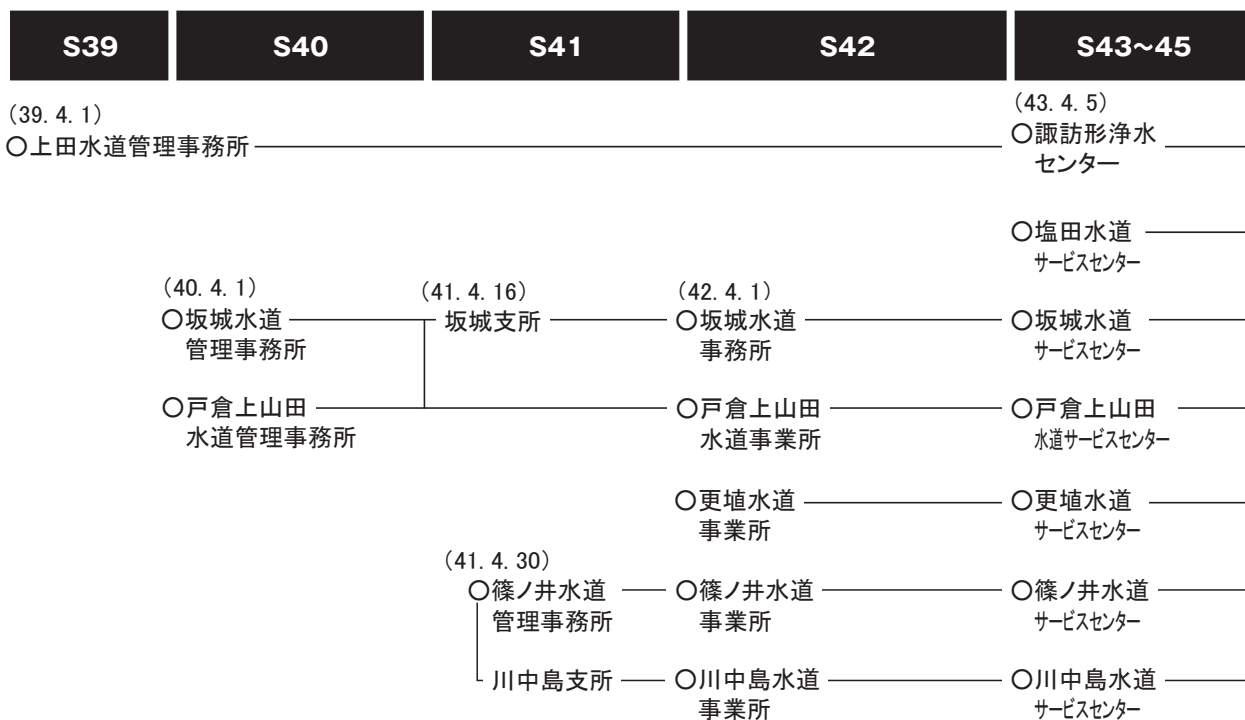 S39 S40 S41 S42 S43~45
(39. 4. 1)
○上田水道管理事務所
(43. 4. 5)
○諏訪形浄水
センター
○塩田水道
サービスセンター
(40. 4. 1)
○坂城水道
管理事務所
(41. 4. 16)
坂城支所
(42. 4. 1)
○坂城水道
事務所
○坂城水道
サービスセンター
○戸倉上山田
水道管理事務所
○戸倉上山田
水道事業所
○戸倉上山田
水道サービスセンター
○更埴水道
事業所
○更埴水道
サービスセンター
(41. 4. 30)
○篠ノ井水道
管理事務所
○篠ノ井水道
事業所
○篠ノ井水道
サービスセンター
川中島支所
○川中島水道
事業所
○川中島水道
サービスセンター